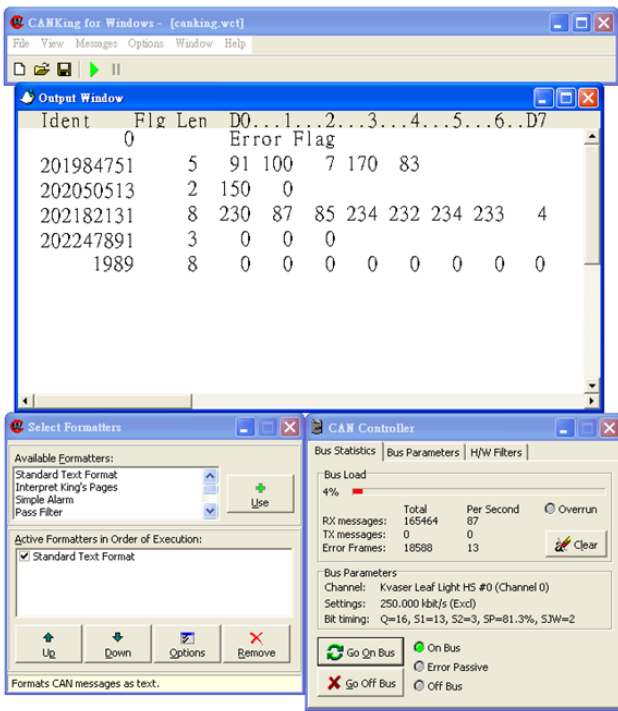 CANKing for Windows - [canking.wct]
File View Messages Options Window Help
Output Window
Ident Flg Len D0...1...2...3...4...5...6..D7
0 Error Flag
201984751 5 91 100 7 170 83
202050513 2 150 0
202182131 8 230 87 85 234 232 234 233 4
202247891 3 0 0 0
1989 8 0 0 0 0 0 0 0 0
Select Formatters
Available Formatters:
Standard Text Format
Interpret King's Pages
Simple Alarm
Pass Filter
Use
Active Formatters in Order of Execution:
Standard Text Format
Up Down Options Remove
Formats CAN messages as text.
CAN Controller
Bus Statistics Bus Parameters H/W Filters
Bus Load
4%
Total Per Second Overrun
RX messages: 165464 87
TX messages: 0 0
Error Frames: 18588 13 Clear
Bus Parameters
Channel: Kvaser Leaf Light HS #0 (Channel 0)
Settings: 250.000 kbit/s (Excl)
Bit timing: Q=16, S1=13, S2=3, SP=81.3%, SJW=2
Go On Bus On Bus
Error Passive
Go Off Bus Off Bus